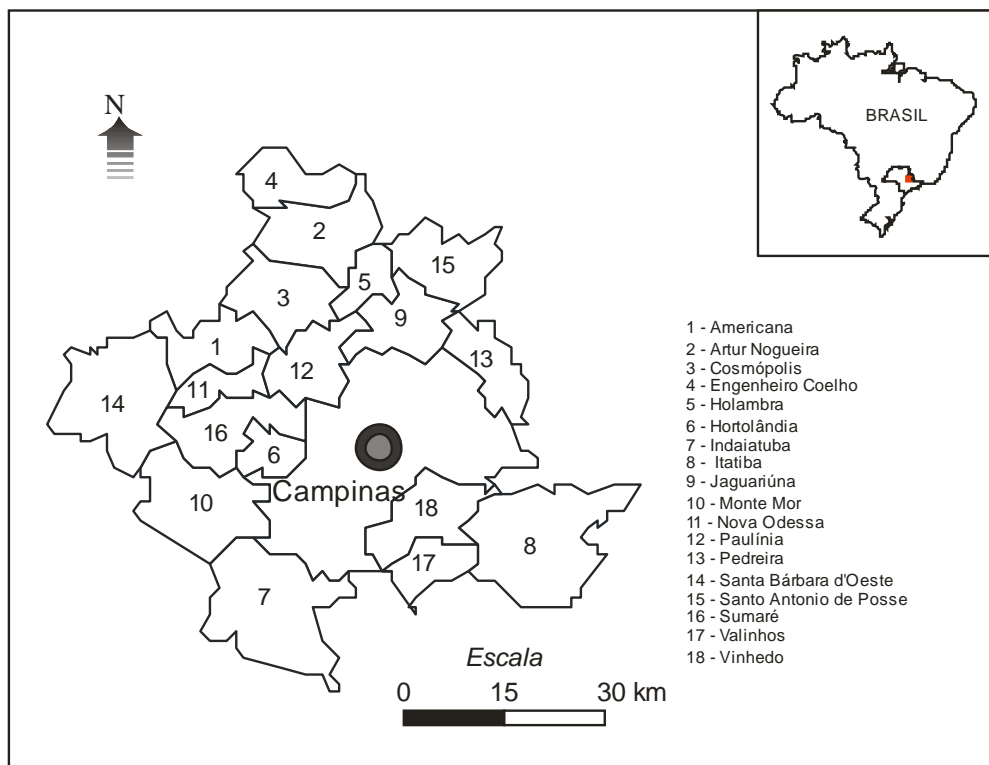 N
BRASIL
4
2
15
5
3
9
1
13
12
11
14
16
6
Campinas
10
18
8
17
7
1 - Americana
2 - Artur Nogueira
3 - Cosmópolis
4 - Engenheiro Coelho
5 - Holambra
6 - Hortolândia
7 - Indaiatuba
8 - Itatiba
9 - Jaguariúna
10 - Monte Mor
11 - Nova Odessa
12 - Paulínia
13 - Pedreira
14 - Santa Bárbara d'Oeste
15 - Santo Antonio de Posse
16 - Sumaré
17 - Valinhos
18 - Vinhedo
Escala
0 15 30 km